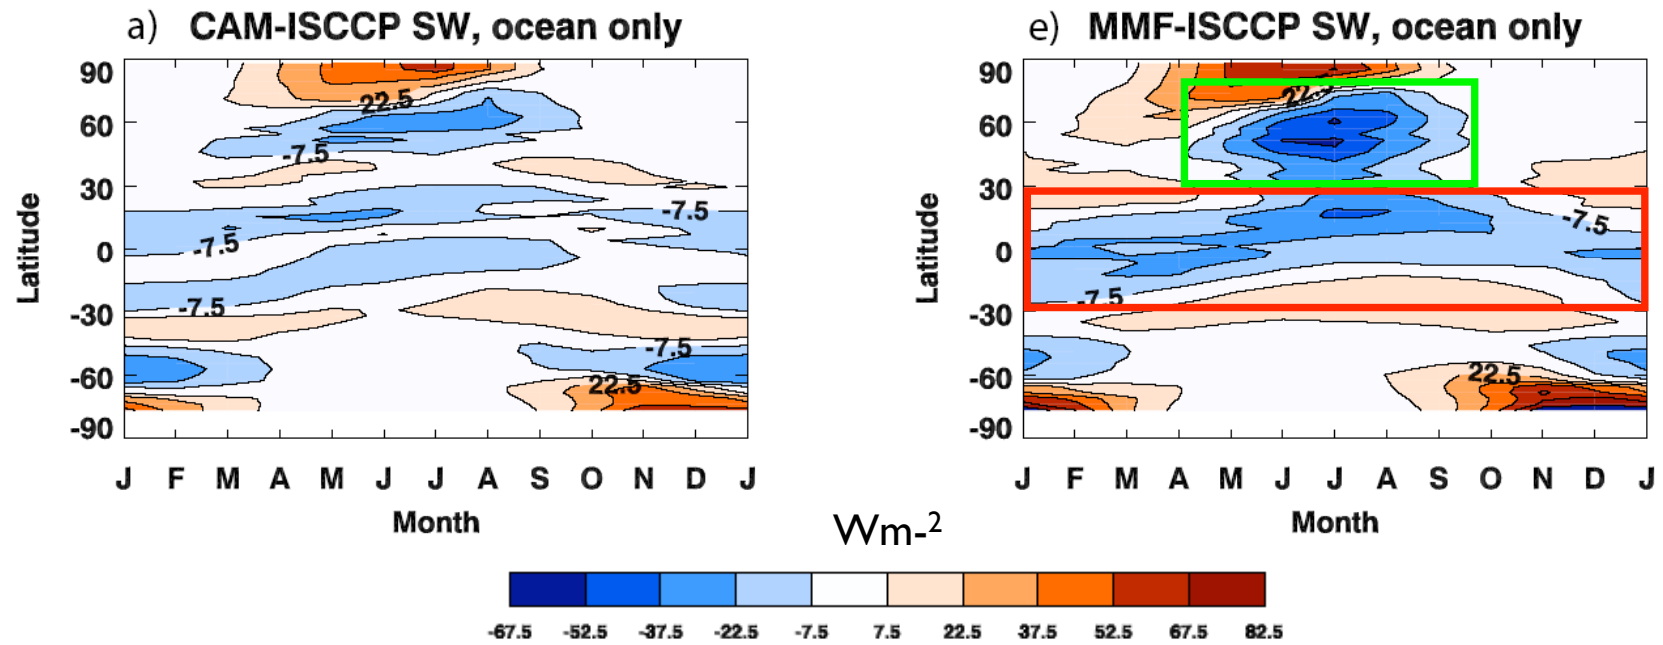 a) CAM-ISCCP SW, ocean only
90
60
30
0
-30
-60
-90
Latitude
22.5
-7.5
-7.5
-7.5
-7.5
-7.5
22.5
J F M A M J J A S O N D J
Month
e) MMF-ISCCP SW, ocean only
90
60
30
0
-30
-60
-90
Latitude
22.5
-7.5
-7.5
22.5
J F M A M J J A S O N D J
Month
Wm-2
-67.5 -52.5 -37.5 -22.5 -7.5 7.5 22.5 37.5 52.5 67.5 82.5